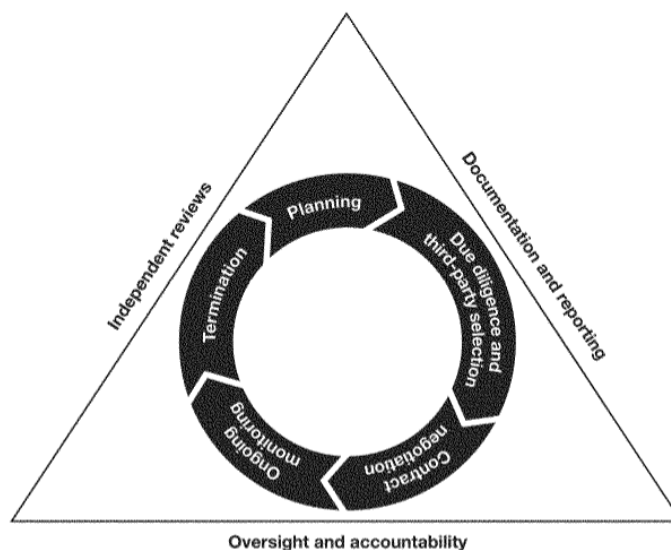 Independent reviews
Documentation and reporting
Planning
Due diligence and
third-party selection
Contract
negotiation
Ongoing
monitoring
Termination
Oversight and accountability